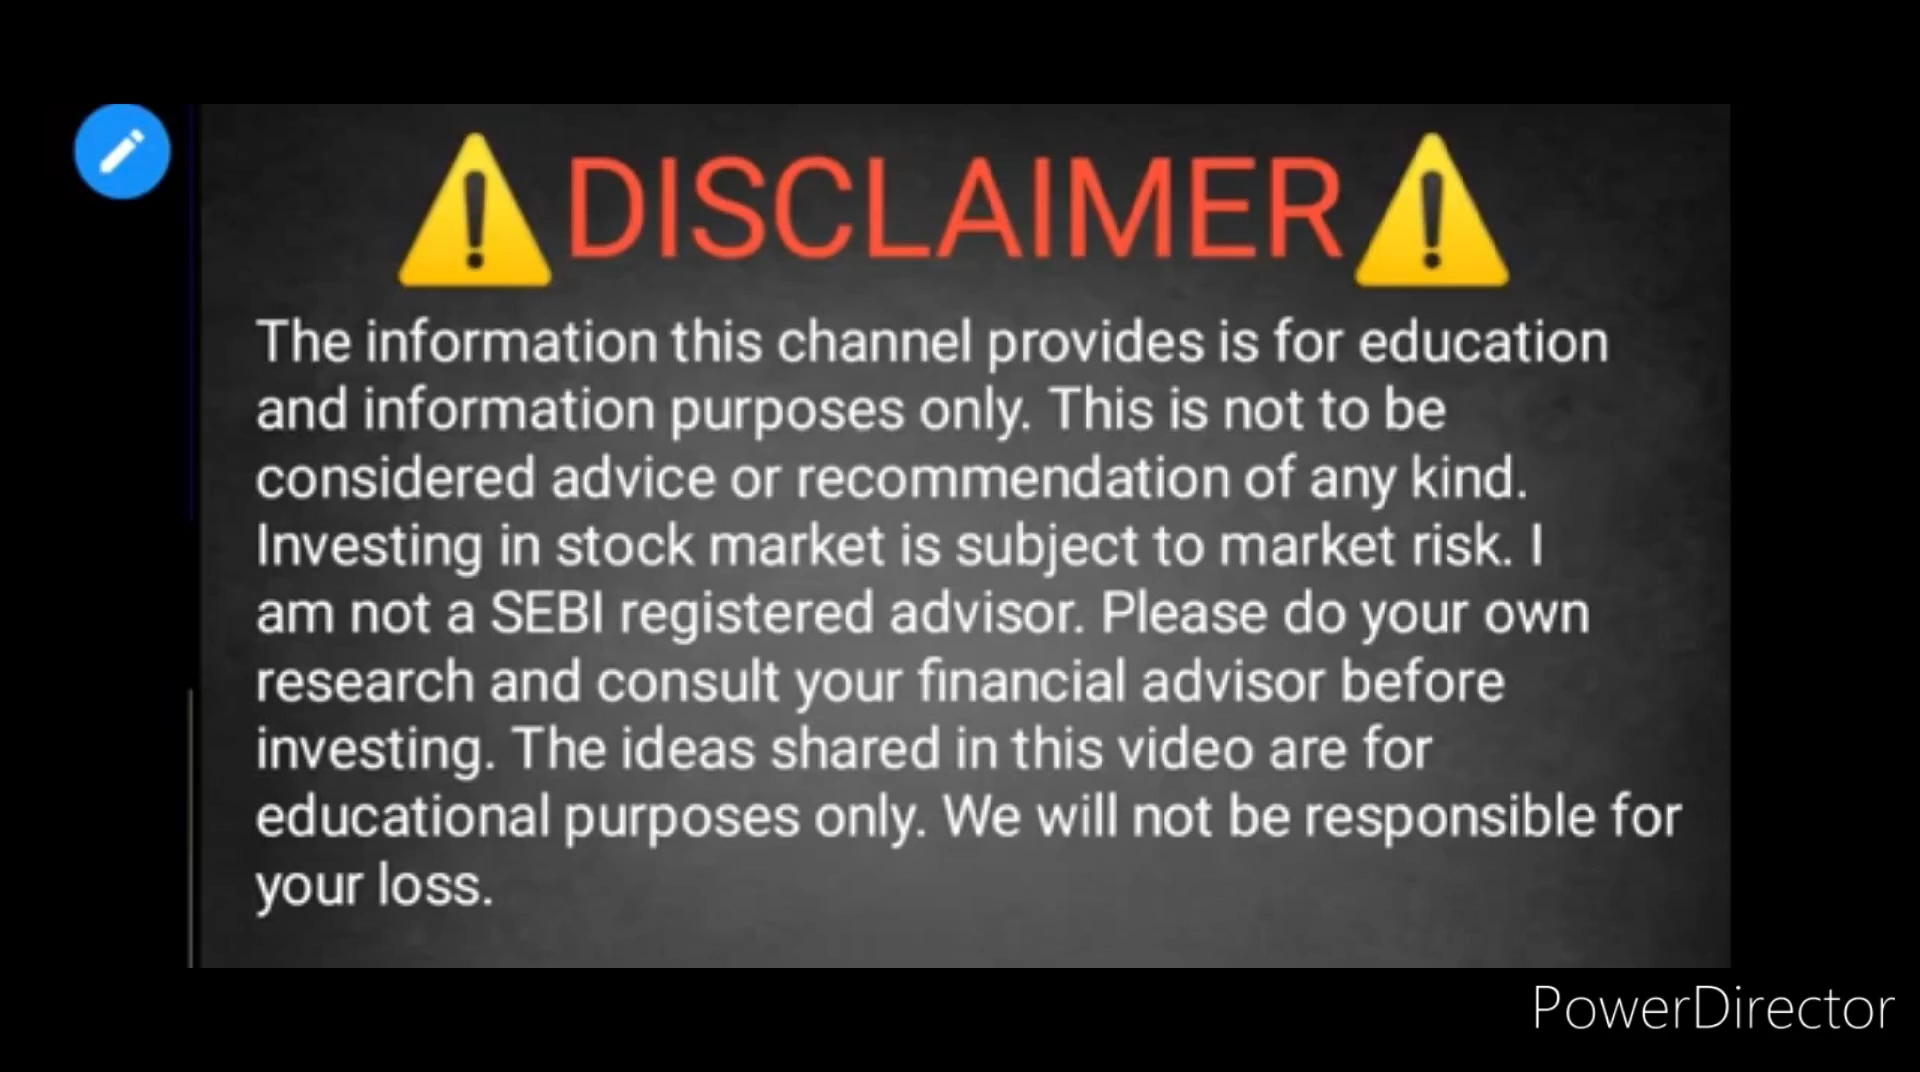 ⚠️DISCLAIMER⚠️
The information this channel provides is for education
and information purposes only. This is not to be
considered advice or recommendation of any kind.
Investing in stock market is subject to market risk. I
am not a SEBI registered advisor. Please do your own
research and consult your financial advisor before
investing. The ideas shared in this video are for
educational purposes only. We will not be responsible for
your loss.
PowerDirector